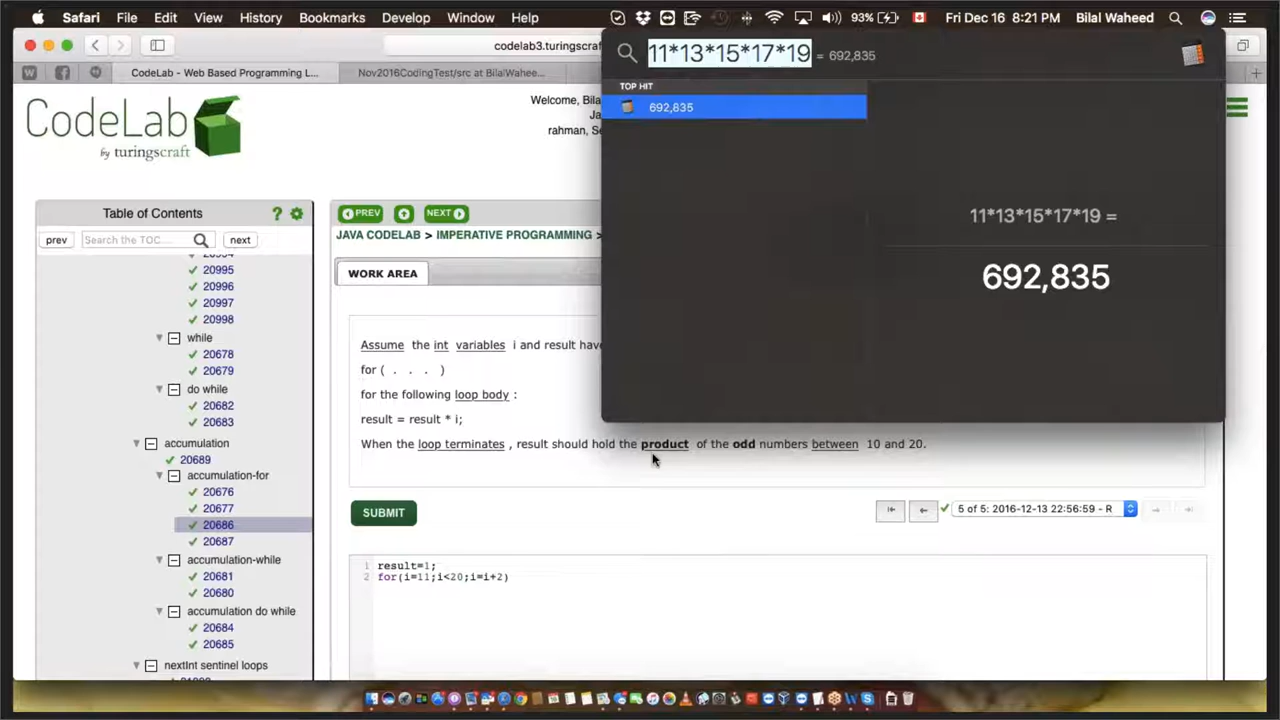 Safari File Edit View History Bookmarks Develop Window Help 93% Fri Dec 16 8:21 PM Bilal Waheed
codelab3.turingscraft
11*13*15*17*19 = 692,835
CodeLab - Web Based Programming L... Nov2016CodingTest/src at BilalWahee...
TOP HIT
692,835
11*13*15*17*19 =
692,835
CodeLab
by turingscraft
Welcome, Bila
Ja
rahman, Se
Table of Contents ?
prev Search the TOC... next
20994
20995
20996
20997
20998
while
20678
20679
do while
20682
20683
accumulation
20689
accumulation-for
20676
20677
20686
20687
accumulation-while
20681
20680
accumulation do while
20684
20685
nextInt sentinel loops
PREV NEXT
JAVA CODELAB > IMPERATIVE PROGRAMMING >
WORK AREA
Assume the int variables i and result hav
for ( . . . )
for the following loop body :
result = result * i;
When the loop terminates , result should hold the product of the odd numbers between 10 and 20.
SUBMIT
5 of 5: 2016-12-13 22:56:59 - R
1 result=1;
2 for(i=11;i<20;i=i+2)